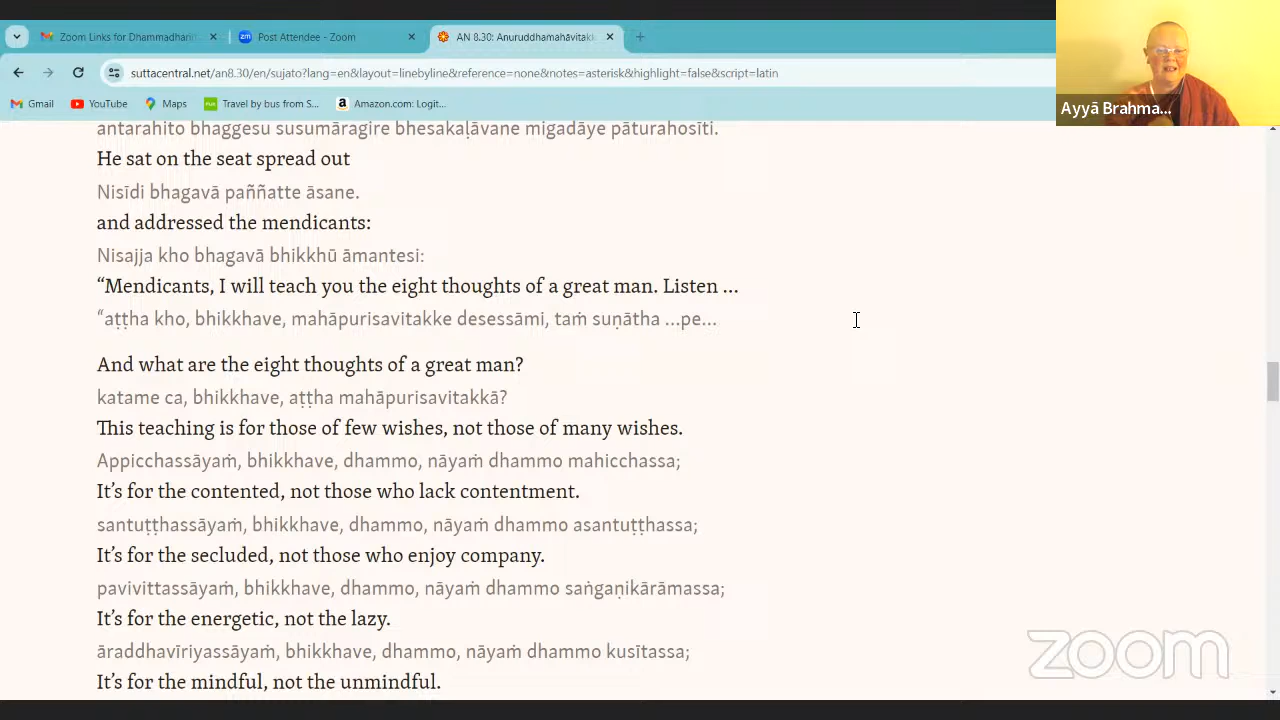 Zoom Links for Dhammadharin
Post Attendee - Zoom
AN 8.30: Anuruddhamahāvitakk
suttacentral.net/an8.30/en/sujato?lang=en&layout=linebyline&reference=none&notes=asterisk&highlight=false&script=latin
Gmail
YouTube
Maps
Travel by bus from S...
Amazon.com: Logit...
Ayyā Brahma...
antarahito bhaggesu susumāragire bhesakaḷāvane migadāye pāturahosīti.
He sat on the seat spread out
Nisīdi bhagavā paññatte āsane.
and addressed the mendicants:
Nisajja kho bhagavā bhikkhū āmantesi:
“Mendicants, I will teach you the eight thoughts of a great man. Listen …
“aṭṭha kho, bhikkhave, mahāpurisavitakke desessāmi, taṁ suṇātha …pe…
And what are the eight thoughts of a great man?
katame ca, bhikkhave, aṭṭha mahāpurisavitakkā?
This teaching is for those of few wishes, not those of many wishes.
Appicchassāyaṁ, bhikkhave, dhammo, nāyaṁ dhammo mahicchassa;
It’s for the contented, not those who lack contentment.
santuṭṭhassāyaṁ, bhikkhave, dhammo, nāyaṁ dhammo asantuṭṭhassa;
It’s for the secluded, not those who enjoy company.
pavivittassāyaṁ, bhikkhave, dhammo, nāyaṁ dhammo saṅgaṇikārāmassa;
It’s for the energetic, not the lazy.
āraddhavīriyassāyaṁ, bhikkhave, dhammo, nāyaṁ dhammo kusītassa;
It’s for the mindful, not the unmindful.
zoom